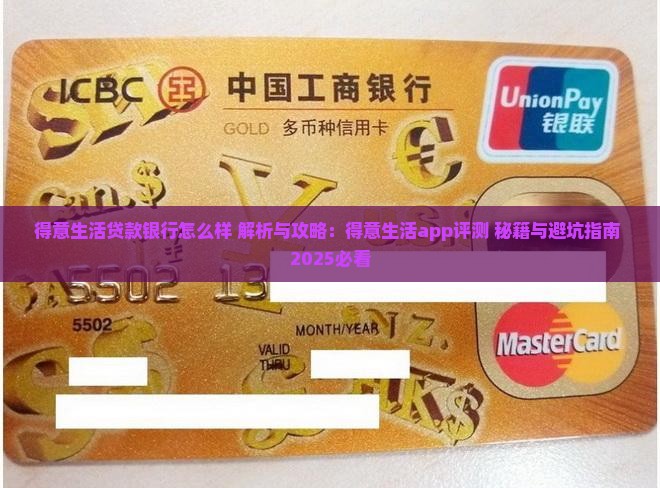 ICBC 中国工商银行
GOLD 多币种信用卡
UnionPay
银联
得意生活贷款银行怎么样 解析与攻略：得意生活app评测 秘籍与避坑指南
2025必看
5502 13
5502
MONTH/YEAR
VALID
THRU
MasterCard